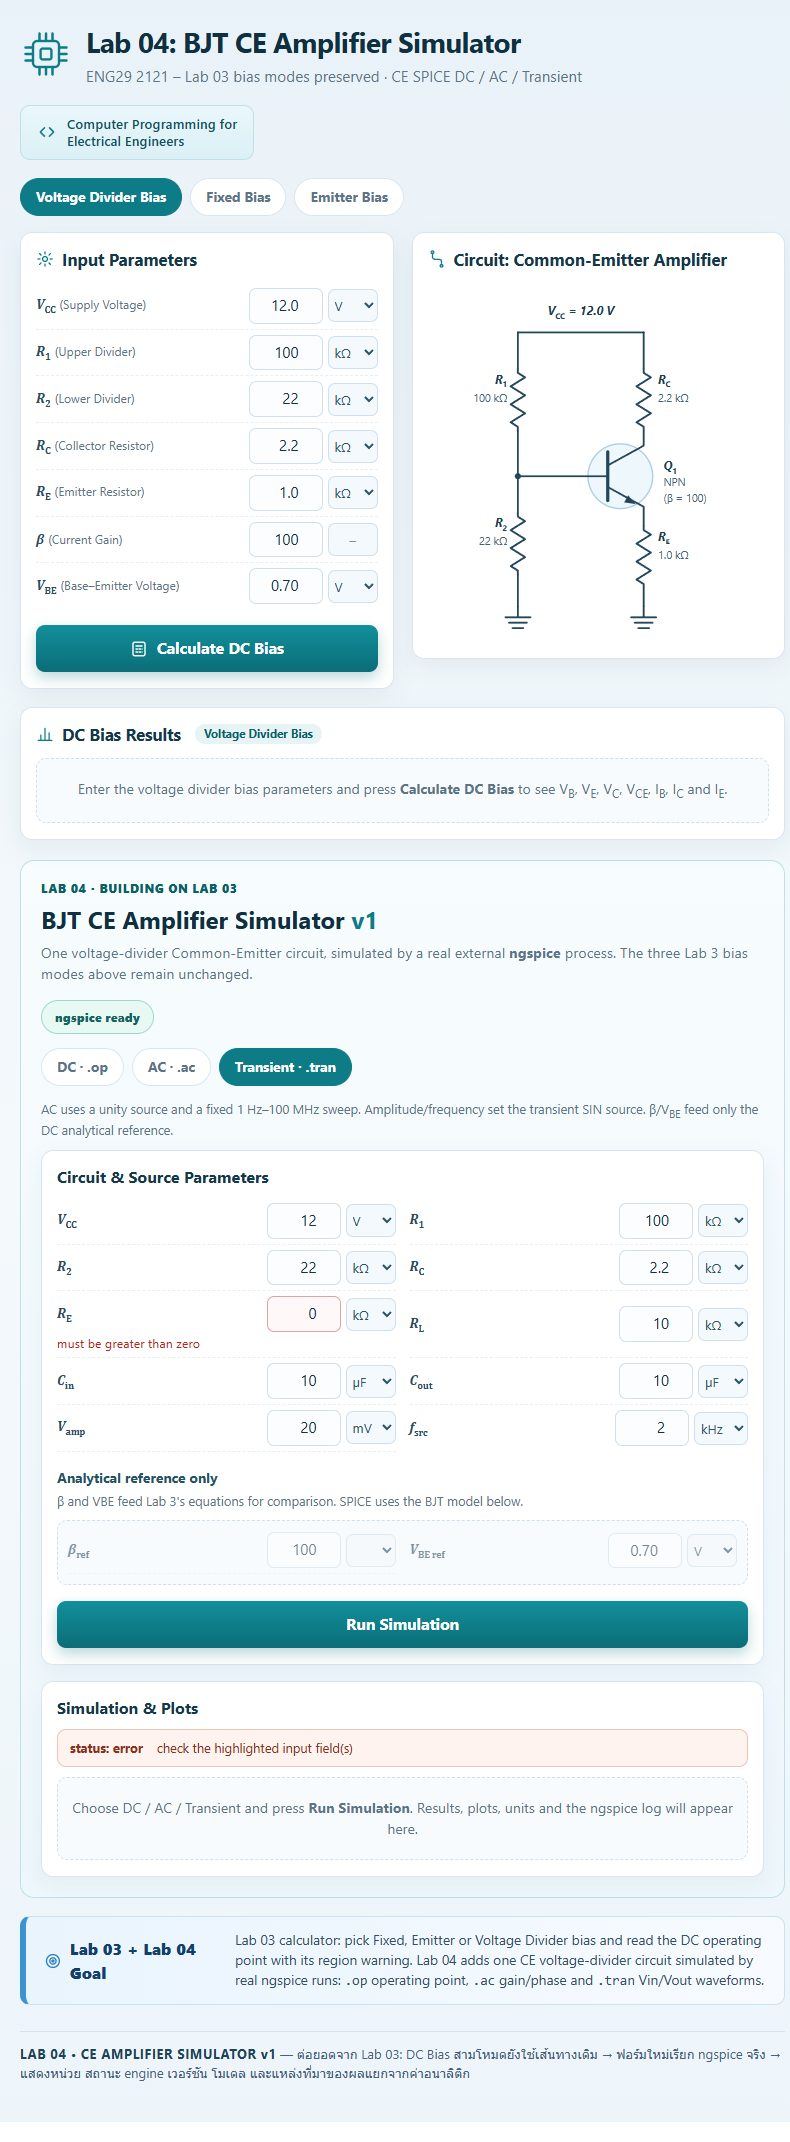 Lab 04: BJT CE Amplifier Simulator
ENG29 2121 – Lab 03 bias modes preserved · CE SPICE DC / AC / Transient
Computer Programming for
Electrical Engineers
Voltage Divider Bias
Fixed Bias
Emitter Bias
Input Parameters
VCC (Supply Voltage) 12.0 V
R1 (Upper Divider) 100 kΩ
R2 (Lower Divider) 22 kΩ
RC (Collector Resistor) 2.2 kΩ
RE (Emitter Resistor) 1.0 kΩ
β (Current Gain) 100 –
VBE (Base–Emitter Voltage) 0.70 V
Calculate DC Bias
Circuit: Common-Emitter Amplifier
VCC = 12.0 V
R1
100 kΩ
RC
2.2 kΩ
Q1
NPN
(β = 100)
R2
22 kΩ
RE
1.0 kΩ
DC Bias Results Voltage Divider Bias
Enter the voltage divider bias parameters and press Calculate DC Bias to see VB, VE, VC, VCE, IB, IC and IE.
LAB 04 · BUILDING ON LAB 03
BJT CE Amplifier Simulator v1
One voltage-divider Common-Emitter circuit, simulated by a real external ngspice process. The three Lab 3 bias
modes above remain unchanged.
ngspice ready
DC · .op
AC · .ac
Transient · .tran
AC uses a unity source and a fixed 1 Hz–100 MHz sweep. Amplitude/frequency set the transient SIN source. β/VBE feed only the
DC analytical reference.
Circuit & Source Parameters
VCC 12 V R1 100 kΩ
R2 22 kΩ RC 2.2 kΩ
RE 0 kΩ RL 10 kΩ
must be greater than zero
Cin 10 µF Cout 10 µF
Vamp 20 mV fsrc 2 kHz
Analytical reference only
β and VBE feed Lab 3's equations for comparison. SPICE uses the BJT model below.
βref 100 VBE ref 0.70 V
Run Simulation
Simulation & Plots
status: error check the highlighted input field(s)
Choose DC / AC / Transient and press Run Simulation. Results, plots, units and the ngspice log will appear
here.
Lab 03 + Lab 04
Goal
Lab 03 calculator: pick Fixed, Emitter or Voltage Divider bias and read the DC operating
point with its region warning. Lab 04 adds one CE voltage-divider circuit simulated by
real ngspice runs: .op operating point, .ac gain/phase and .tran Vin/Vout waveforms.
LAB 04 • CE AMPLIFIER SIMULATOR v1 — ต่อยอดจาก Lab 03: DC Bias สามโหมดยังใช้เส้นทางเดิม → ฟอร์มใหม่เรียก ngspice จริง →
แสดงหน่วย สถานะ engine เวอร์ชัน โมเดล และแหล่งที่มาของผลแยกจากค่าอนาลิติก